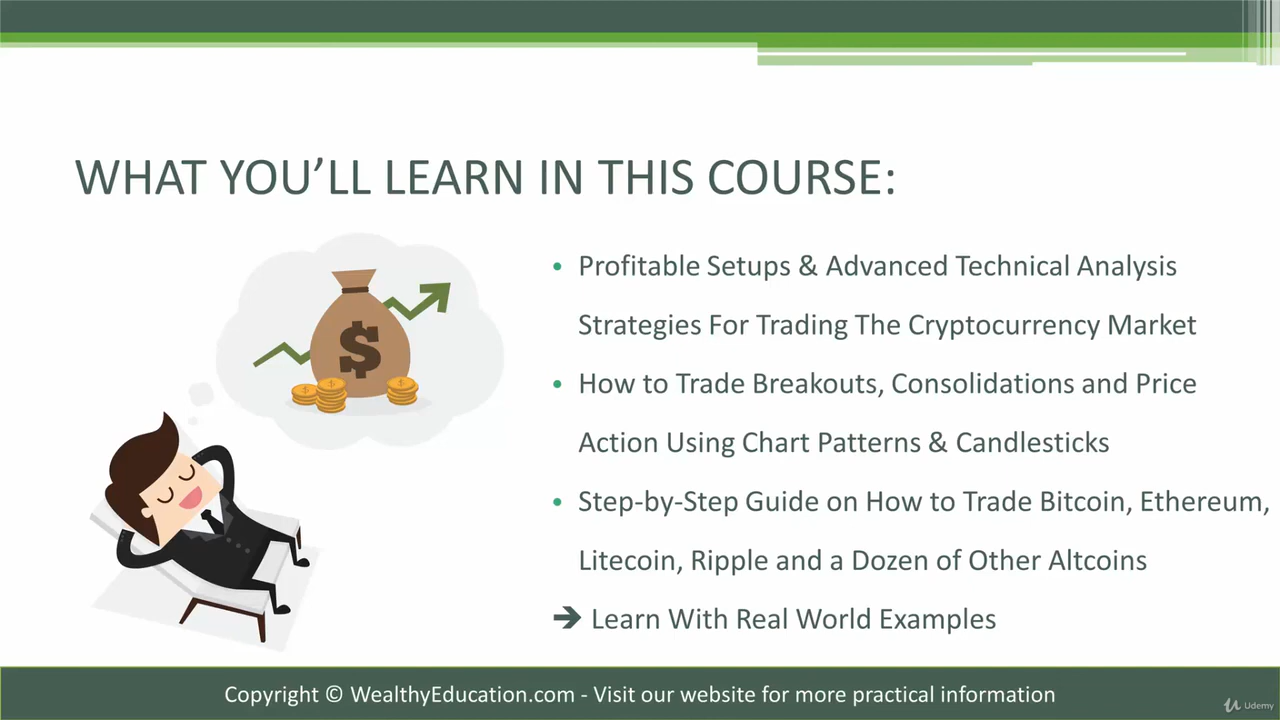 WHAT YOU’LL LEARN IN THIS COURSE:
$
• Profitable Setups & Advanced Technical Analysis
Strategies For Trading The Cryptocurrency Market
• How to Trade Breakouts, Consolidations and Price
Action Using Chart Patterns & Candlesticks
• Step-by-Step Guide on How to Trade Bitcoin, Ethereum,
Litecoin, Ripple and a Dozen of Other Altcoins
➔ Learn With Real World Examples
Copyright © WealthyEducation.com - Visit our website for more practical information
Udemy